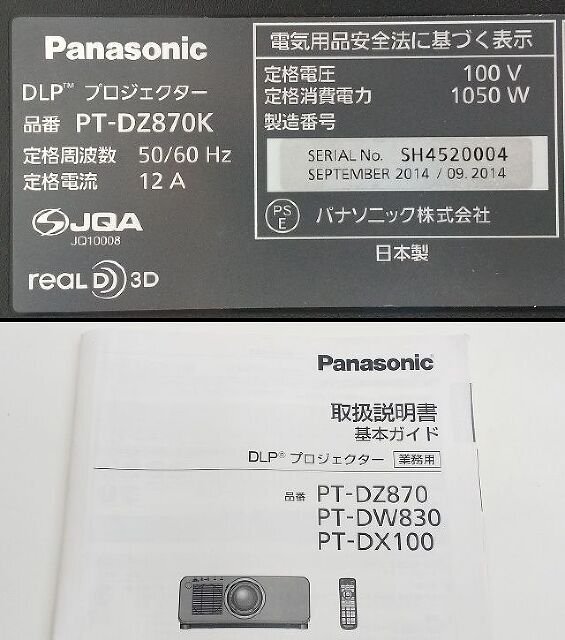 Panasonic
DLP™ プロジェクター
品番 PT-DZ870K
定格周波数 50/60 Hz
定格電流 12 A
JQA
JQ10008
REAL D 3D
電気用品安全法に基づく表示
定格電圧 100 V
定格消費電力 1050 W
製造番号
SERIAL No. SH4520004
SEPTEMBER 2014 / 09. 2014
PS
E
パナソニック株式会社
日本製
Panasonic
取扱説明書
基本ガイド
DLP® プロジェクター 業務用
品番 PT-DZ870
PT-DW830
PT-DX100